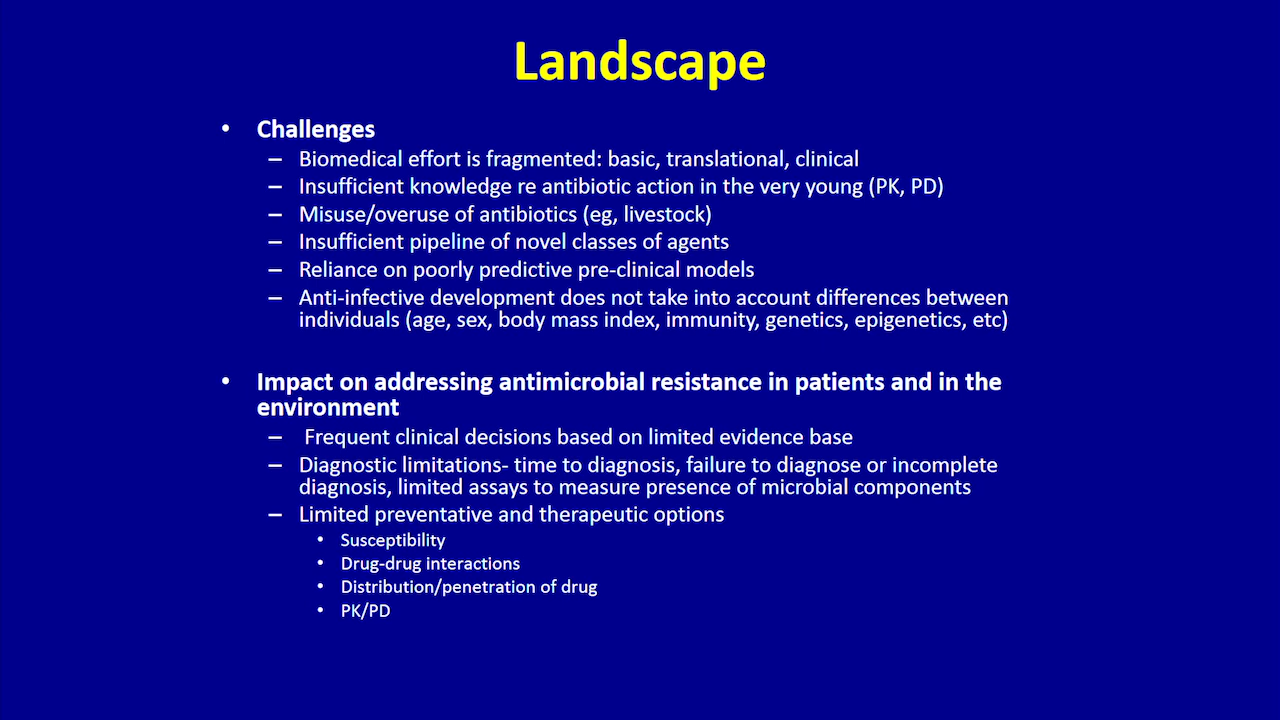 Landscape
• Challenges
– Biomedical effort is fragmented: basic, translational, clinical
– Insufficient knowledge re antibiotic action in the very young (PK, PD)
– Misuse/overuse of antibiotics (eg, livestock)
– Insufficient pipeline of novel classes of agents
– Reliance on poorly predictive pre-clinical models
– Anti-infective development does not take into account differences between
individuals (age, sex, body mass index, immunity, genetics, epigenetics, etc)
• Impact on addressing antimicrobial resistance in patients and in the
environment
– Frequent clinical decisions based on limited evidence base
– Diagnostic limitations- time to diagnosis, failure to diagnose or incomplete
diagnosis, limited assays to measure presence of microbial components
– Limited preventative and therapeutic options
• Susceptibility
• Drug-drug interactions
• Distribution/penetration of drug
• PK/PD